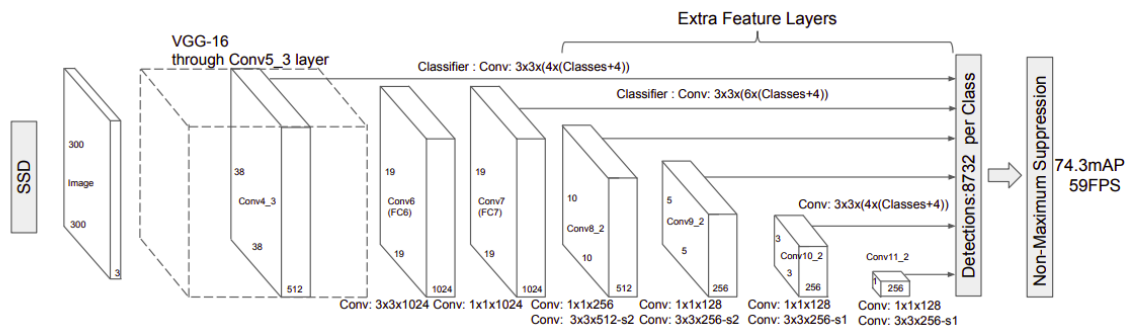 Extra Feature Layers
VGG-16
through Conv5_3 layer
Classifier : Conv: 3x3x(4x(Classes+4))
Classifier : Conv: 3x3x(6x(Classes+4))
SSD
300
Image
300
3
38
Conv4_3
38
512
19
Conv6
(FC6)
19
1024
19
Conv7
(FC7)
19
1024
10
Conv8_2
10
512
5
Conv9_2
5
256
Conv: 3x3x(4x(Classes+4))
3
Conv10_2
3
256
Conv11_2
1
256
Detections:8732 per Class
Non-Maximum Suppression
74.3mAP
59FPS
Conv: 3x3x1024
Conv: 1x1x1024
Conv: 1x1x256
Conv: 3x3x512-s2
Conv: 1x1x128
Conv: 3x3x256-s2
Conv: 1x1x128
Conv: 3x3x256-s1
Conv: 1x1x128
Conv: 3x3x256-s1